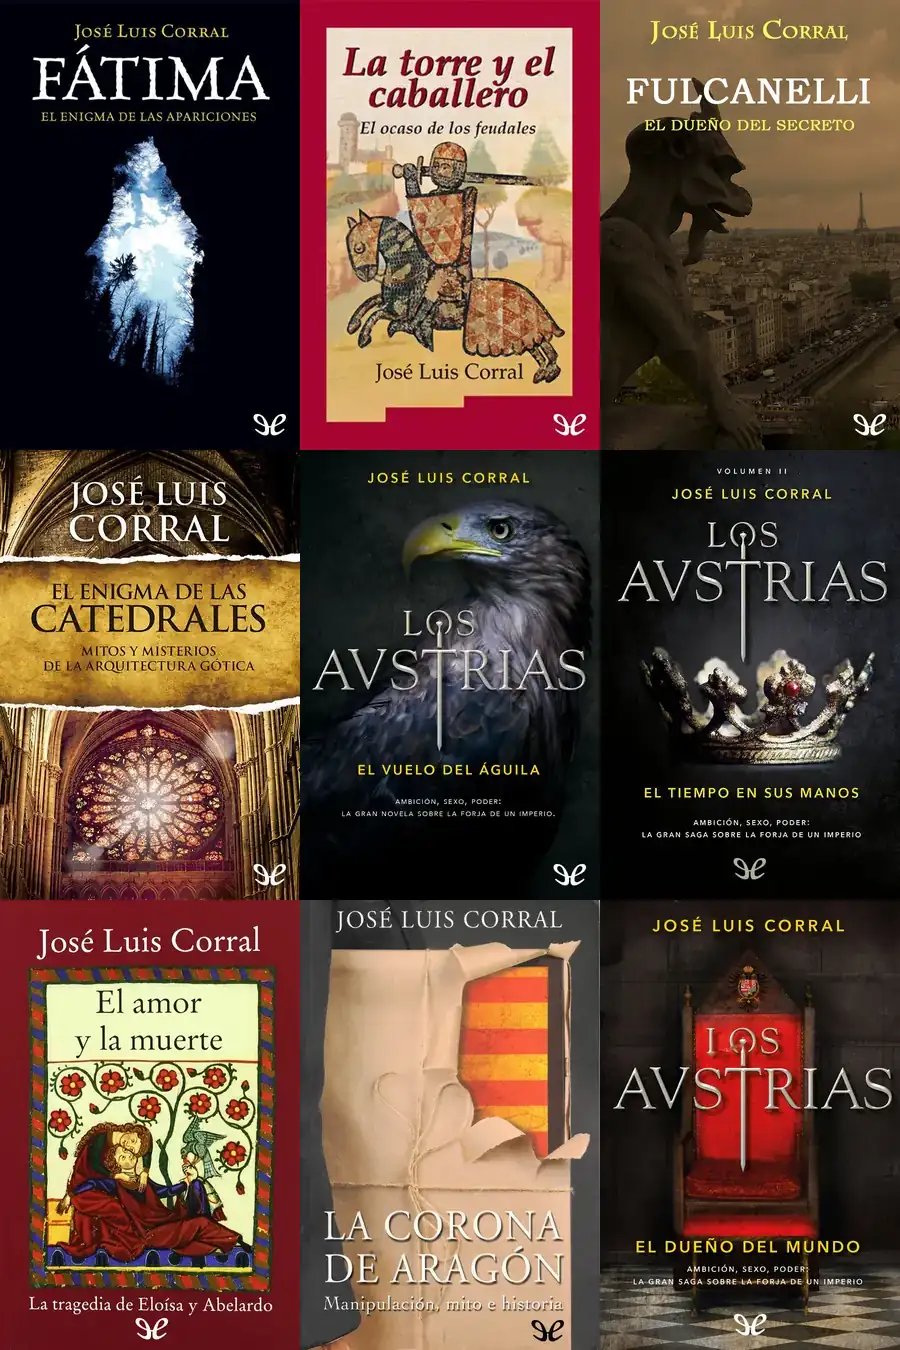 JOSÉ LUIS CORRAL
FÁTIMA
EL ENIGMA DE LAS APARICIONES
La torre y el
caballero
El ocaso de los feudales
José Luis Corral
JOSÉ LUIS CORRAL
FULCANELLI
EL DUEÑO DEL SECRETO
JOSÉ LUIS
CORRAL
EL ENIGMA DE LAS
CATEDRALES
MITOS Y MISTERIOS
DE LA ARQUITECTURA GÓTICA
JOSÉ LUIS CORRAL
LOS
AVSTRIAS
EL VUELO DEL ÁGUILA
AMBICIÓN, SEXO, PODER:
LA GRAN NOVELA SOBRE LA FORJA DE UN IMPERIO.
VOLUMEN II
JOSÉ LUIS CORRAL
LOS
AVSTRIAS
EL TIEMPO EN SUS MANOS
AMBICIÓN, SEXO, PODER:
LA GRAN SAGA SOBRE LA FORJA DE UN IMPERIO
José Luis Corral
El amor
y la muerte
La tragedia de Eloísa y Abelardo
JOSÉ LUIS CORRAL
LA CORONA
DE ARAGÓN
Manipulación, mito e historia
JOSÉ LUIS CORRAL
LOS
AVSTRIAS
EL DUEÑO DEL MUNDO
AMBICIÓN, SEXO, PODER:
LA GRAN SAGA SOBRE LA FORJA DE UN IMPERIO